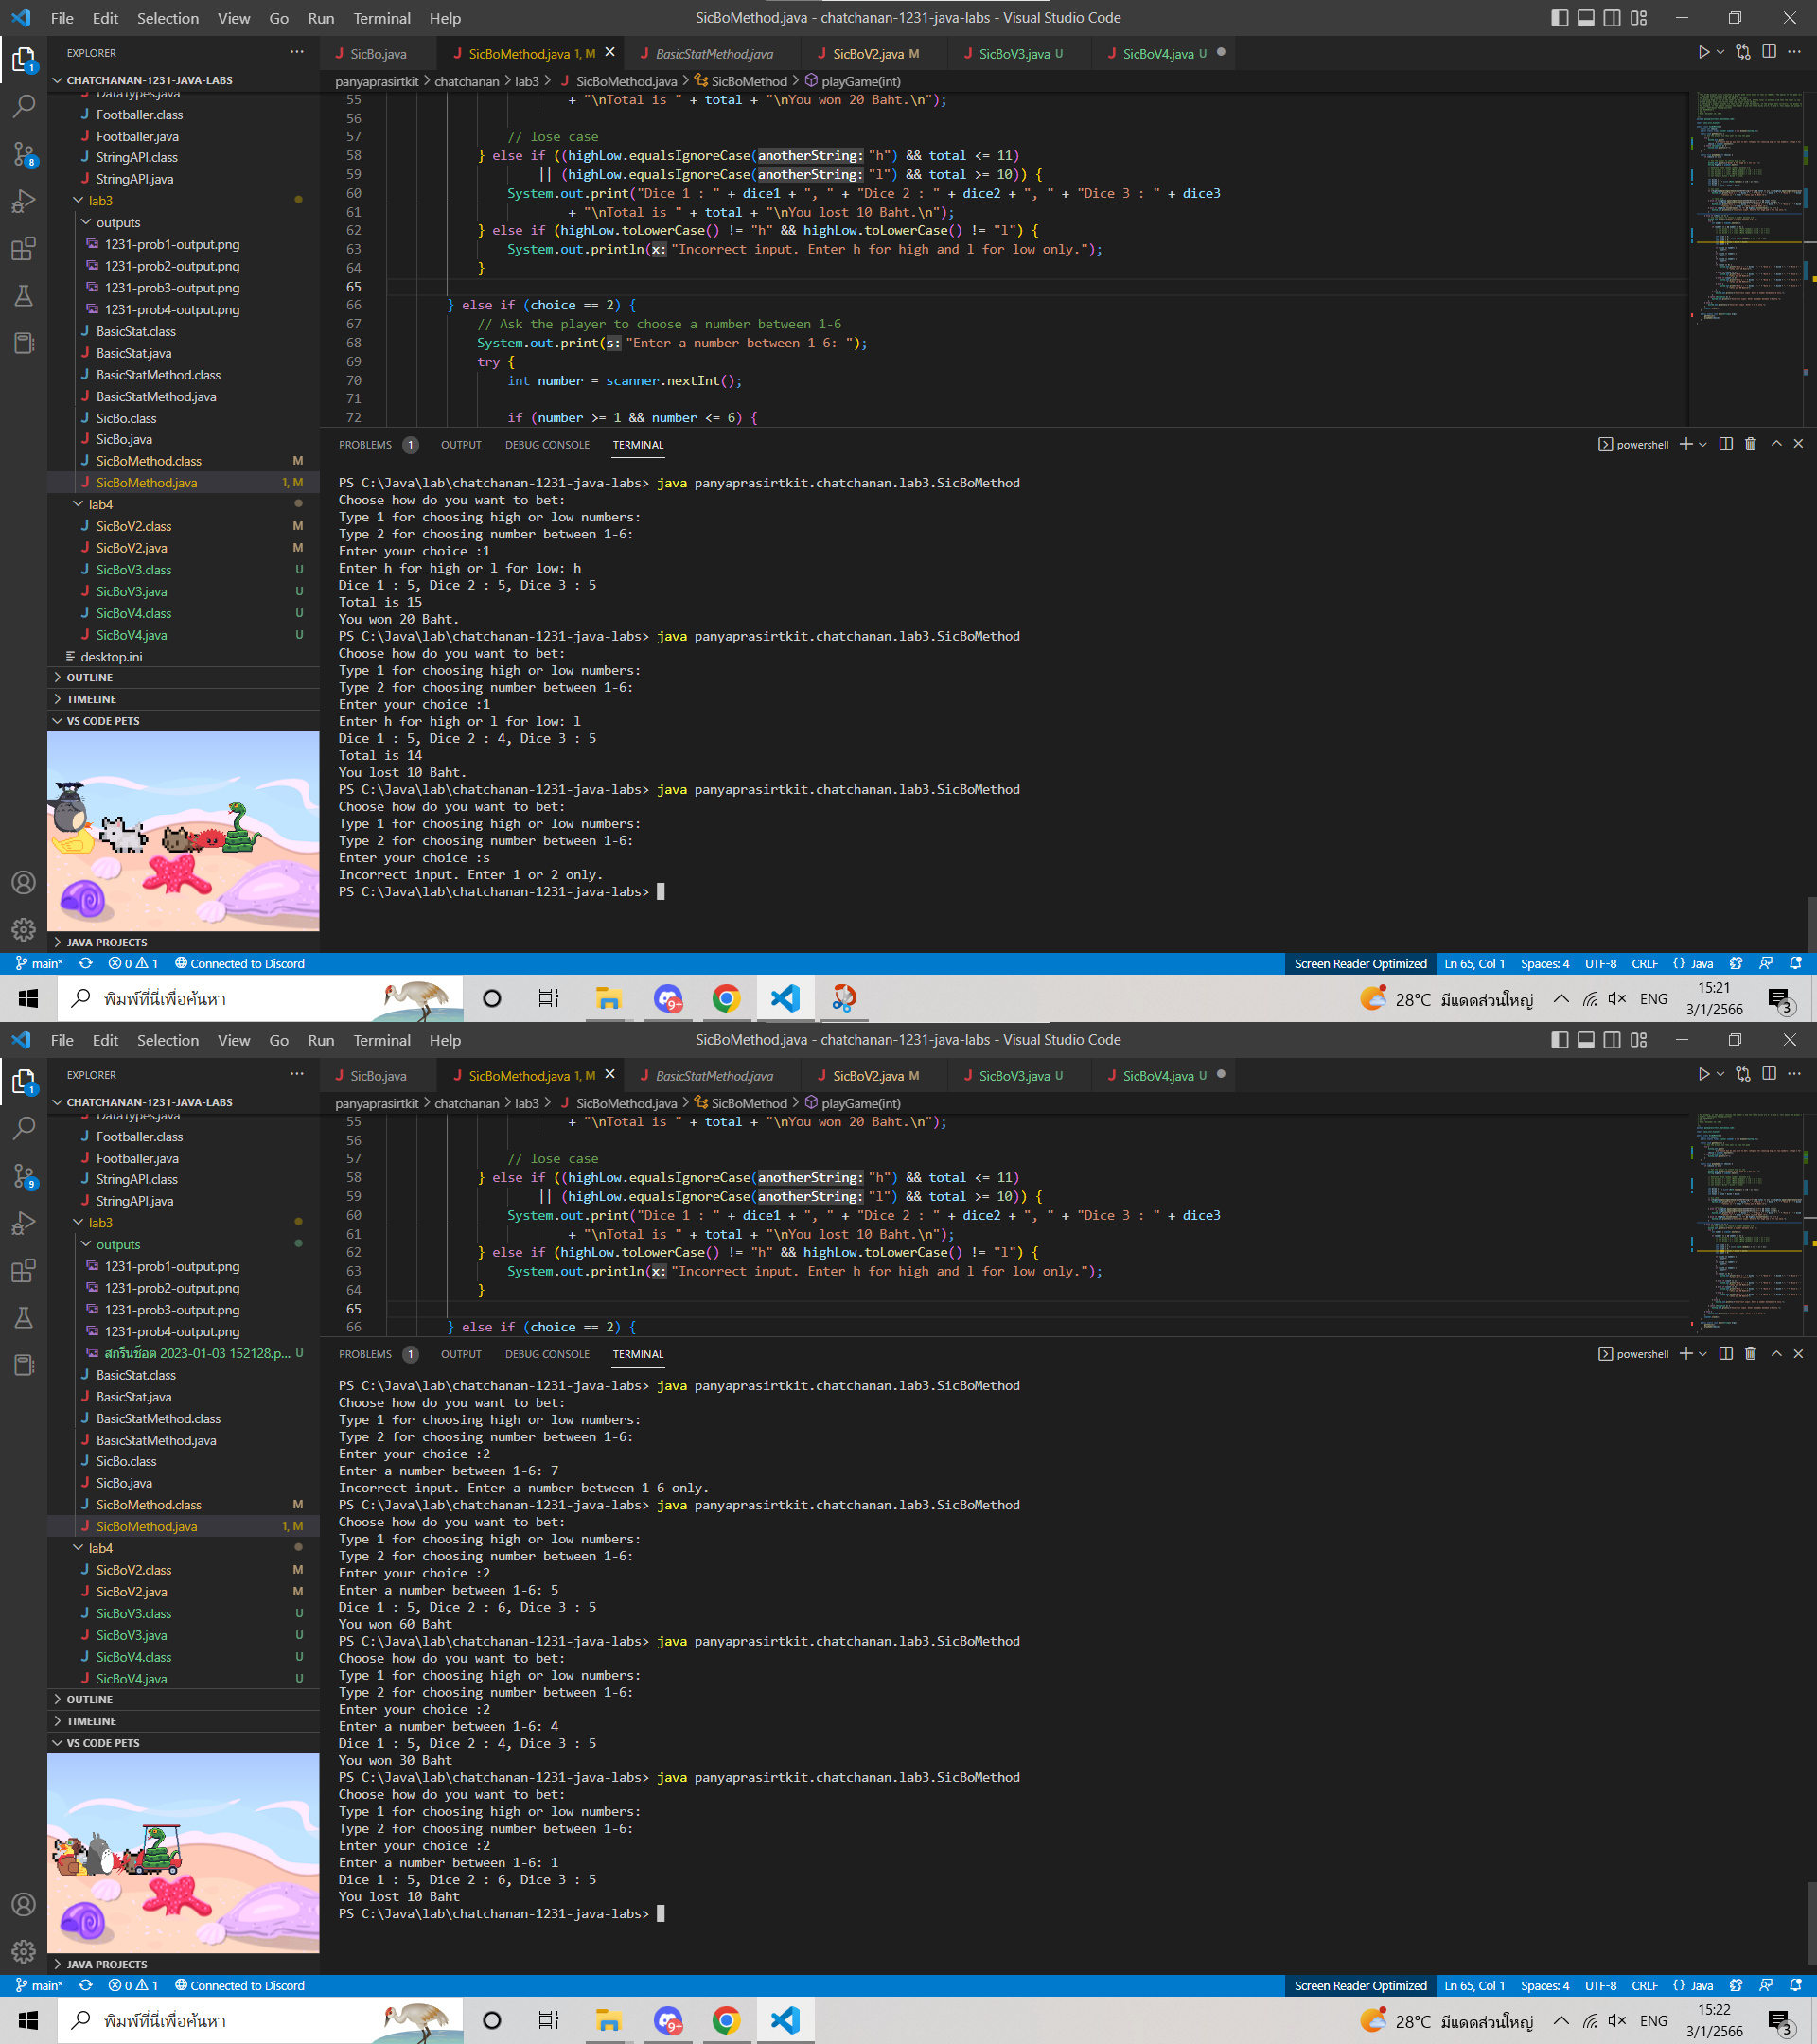 File Edit Selection View Go Run Terminal Help SicBoMethod.java - chatchanan-1231-java-labs - Visual Studio Code
EXPLORER
SicBo.java SicBoMethod.java 1, M BasicStatMethod.java SicBoV2.java M SicBoV3.java U SicBoV4.java U
CHATCHANAN-1231-JAVA-LABS
DataTypes.java
Footballer.class
Footballer.java
StringAPI.class
StringAPI.java
lab3
outputs
1231-prob1-output.png
1231-prob2-output.png
1231-prob3-output.png
1231-prob4-output.png
BasicStat.class
BasicStat.java
BasicStatMethod.class
BasicStatMethod.java
SicBo.class
SicBo.java
SicBoMethod.class M
SicBoMethod.java 1, M
lab4
SicBoV2.class M
SicBoV2.java M
SicBoV3.class U
SicBoV3.java U
SicBoV4.class U
SicBoV4.java U
desktop.ini
OUTLINE
TIMELINE
VS CODE PETS
JAVA PROJECTS
panyaprasirtkit > chatchanan > lab3 > SicBoMethod.java > SicBoMethod > playGame(int)
55 + "\nTotal is " + total + "\nYou won 20 Baht.\n");
56
57 // lose case
58 } else if ((highLow.equalsIgnoreCase(anotherString: "h") && total <= 11)
59 || (highLow.equalsIgnoreCase(anotherString: "l") && total >= 10)) {
60 System.out.print("Dice 1 : " + dice1 + ", " + "Dice 2 : " + dice2 + ", " + "Dice 3 : " + dice3
61 + "\nTotal is " + total + "\nYou lost 10 Baht.\n");
62 } else if (highLow.toLowerCase() != "h" && highLow.toLowerCase() != "l") {
63 System.out.println(x: "Incorrect input. Enter h for high and l for low only.");
64 }
65
66 } else if (choice == 2) {
67 // Ask the player to choose a number between 1-6
68 System.out.print(s: "Enter a number between 1-6: ");
69 try {
70 int number = scanner.nextInt();
71
72 if (number >= 1 && number <= 6) {
PROBLEMS 1 OUTPUT DEBUG CONSOLE TERMINAL powershell
PS C:\Java\lab\chatchanan-1231-java-labs> java panyaprasirtkit.chatchanan.lab3.SicBoMethod
Choose how do you want to bet:
Type 1 for choosing high or low numbers:
Type 2 for choosing number between 1-6:
Enter your choice :1
Enter h for high or l for low: h
Dice 1 : 5, Dice 2 : 5, Dice 3 : 5
Total is 15
You won 20 Baht.
PS C:\Java\lab\chatchanan-1231-java-labs> java panyaprasirtkit.chatchanan.lab3.SicBoMethod
Choose how do you want to bet:
Type 1 for choosing high or low numbers:
Type 2 for choosing number between 1-6:
Enter your choice :1
Enter h for high or l for low: l
Dice 1 : 5, Dice 2 : 4, Dice 3 : 5
Total is 14
You lost 10 Baht.
PS C:\Java\lab\chatchanan-1231-java-labs> java panyaprasirtkit.chatchanan.lab3.SicBoMethod
Choose how do you want to bet:
Type 1 for choosing high or low numbers:
Type 2 for choosing number between 1-6:
Enter your choice :s
Incorrect input. Enter 1 or 2 only.
PS C:\Java\lab\chatchanan-1231-java-labs>
main* 0 1 Connected to Discord Screen Reader Optimized Ln 65, Col 1 Spaces: 4 UTF-8 CRLF {} Java
พิมพ์ที่นี่เพื่อค้นหา 9+ 28°C มีแดดส่วนใหญ่ ENG 15:21
3/1/2566 3
File Edit Selection View Go Run Terminal Help SicBoMethod.java - chatchanan-1231-java-labs - Visual Studio Code
EXPLORER
SicBo.java SicBoMethod.java 1, M BasicStatMethod.java SicBoV2.java M SicBoV3.java U SicBoV4.java U
CHATCHANAN-1231-JAVA-LABS
DataTypes.java
Footballer.class
Footballer.java
StringAPI.class
StringAPI.java
lab3
outputs
1231-prob1-output.png
1231-prob2-output.png
1231-prob3-output.png
1231-prob4-output.png
สกรีนช็อต 2023-01-03 152128.p... U
BasicStat.class
BasicStat.java
BasicStatMethod.class
BasicStatMethod.java
SicBo.class
SicBo.java
SicBoMethod.class M
SicBoMethod.java 1, M
lab4
SicBoV2.class M
SicBoV2.java M
SicBoV3.class U
SicBoV3.java U
SicBoV4.class U
SicBoV4.java U
OUTLINE
TIMELINE
VS CODE PETS
JAVA PROJECTS
panyaprasirtkit > chatchanan > lab3 > SicBoMethod.java > SicBoMethod > playGame(int)
55 + "\nTotal is " + total + "\nYou won 20 Baht.\n");
56
57 // lose case
58 } else if ((highLow.equalsIgnoreCase(anotherString: "h") && total <= 11)
59 || (highLow.equalsIgnoreCase(anotherString: "l") && total >= 10)) {
60 System.out.print("Dice 1 : " + dice1 + ", " + "Dice 2 : " + dice2 + ", " + "Dice 3 : " + dice3
61 + "\nTotal is " + total + "\nYou lost 10 Baht.\n");
62 } else if (highLow.toLowerCase() != "h" && highLow.toLowerCase() != "l") {
63 System.out.println(x: "Incorrect input. Enter h for high and l for low only.");
64 }
65
66 } else if (choice == 2) {
PROBLEMS 1 OUTPUT DEBUG CONSOLE TERMINAL powershell
PS C:\Java\lab\chatchanan-1231-java-labs> java panyaprasirtkit.chatchanan.lab3.SicBoMethod
Choose how do you want to bet:
Type 1 for choosing high or low numbers:
Type 2 for choosing number between 1-6:
Enter your choice :2
Enter a number between 1-6: 7
Incorrect input. Enter a number between 1-6 only.
PS C:\Java\lab\chatchanan-1231-java-labs> java panyaprasirtkit.chatchanan.lab3.SicBoMethod
Choose how do you want to bet:
Type 1 for choosing high or low numbers:
Type 2 for choosing number between 1-6:
Enter your choice :2
Enter a number between 1-6: 5
Dice 1 : 5, Dice 2 : 6, Dice 3 : 5
You won 60 Baht
PS C:\Java\lab\chatchanan-1231-java-labs> java panyaprasirtkit.chatchanan.lab3.SicBoMethod
Choose how do you want to bet:
Type 1 for choosing high or low numbers:
Type 2 for choosing number between 1-6:
Enter your choice :2
Enter a number between 1-6: 4
Dice 1 : 5, Dice 2 : 4, Dice 3 : 5
You won 30 Baht
PS C:\Java\lab\chatchanan-1231-java-labs> java panyaprasirtkit.chatchanan.lab3.SicBoMethod
Choose how do you want to bet:
Type 1 for choosing high or low numbers:
Type 2 for choosing number between 1-6:
Enter your choice :2
Enter a number between 1-6: 1
Dice 1 : 5, Dice 2 : 6, Dice 3 : 5
You lost 10 Baht
PS C:\Java\lab\chatchanan-1231-java-labs>
main* 0 1 Connected to Discord Screen Reader Optimized Ln 65, Col 1 Spaces: 4 UTF-8 CRLF {} Java
พิมพ์ที่นี่เพื่อค้นหา 9+ 28°C มีแดดส่วนใหญ่ ENG 15:22
3/1/2566 3